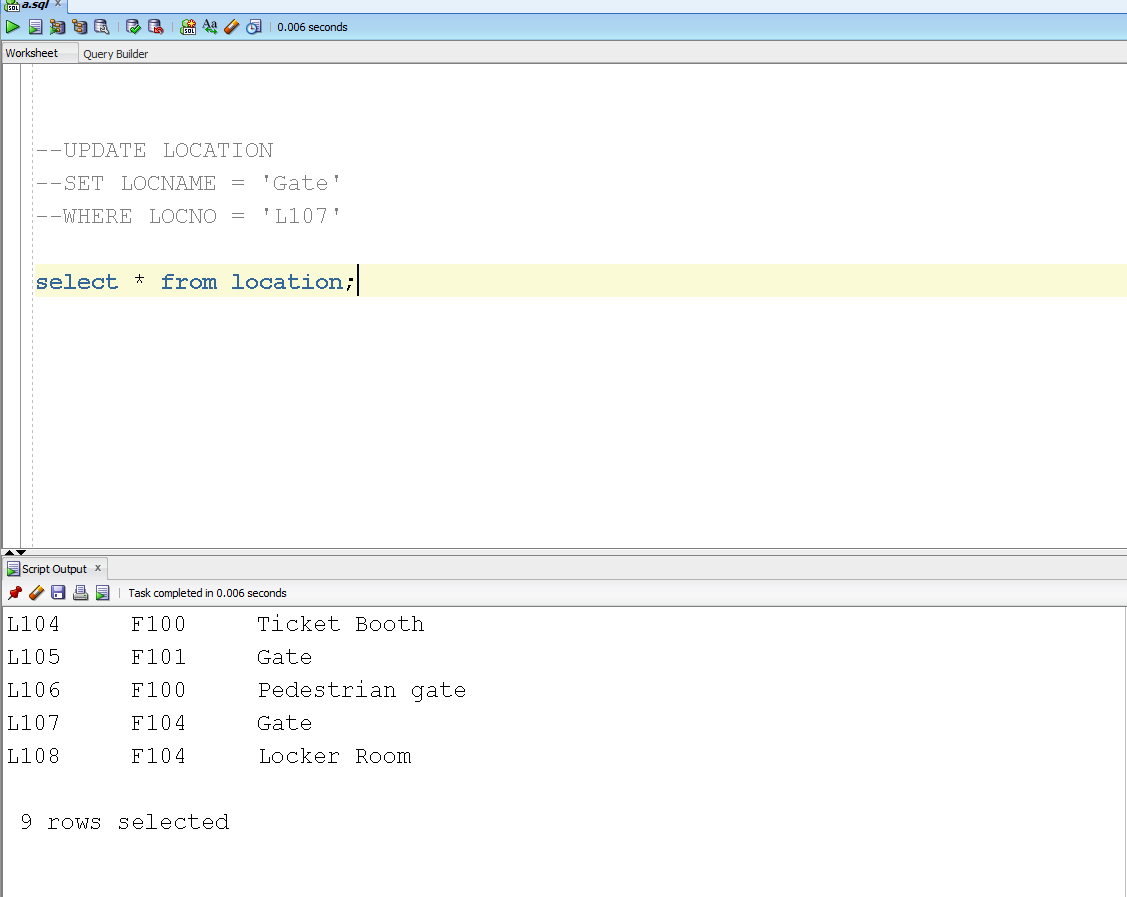 a.sql x
0.006 seconds
Worksheet
Query Builder
--UPDATE LOCATION
--SET LOCNAME = 'Gate'
--WHERE LOCNO = 'L107'
select * from location;
Script Output x
Task completed in 0.006 seconds
L104 F100 Ticket Booth
L105 F101 Gate
L106 F100 Pedestrian gate
L107 F104 Gate
L108 F104 Locker Room
9 rows selected